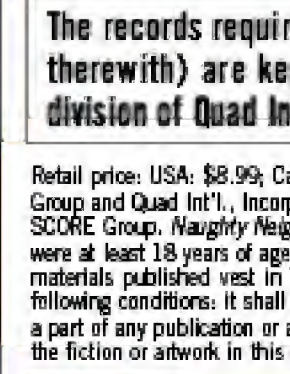 The records requir
therewith) are ke
division of Quad In
Retail price: USA: $8.99; Ca
Group and Quad Int'l., Incorp
SCORE Group. Naughty Neig
were at least 18 years of age
materials published vest in
following conditions: it shall
a part of any publication or a
the fiction or artwork in this